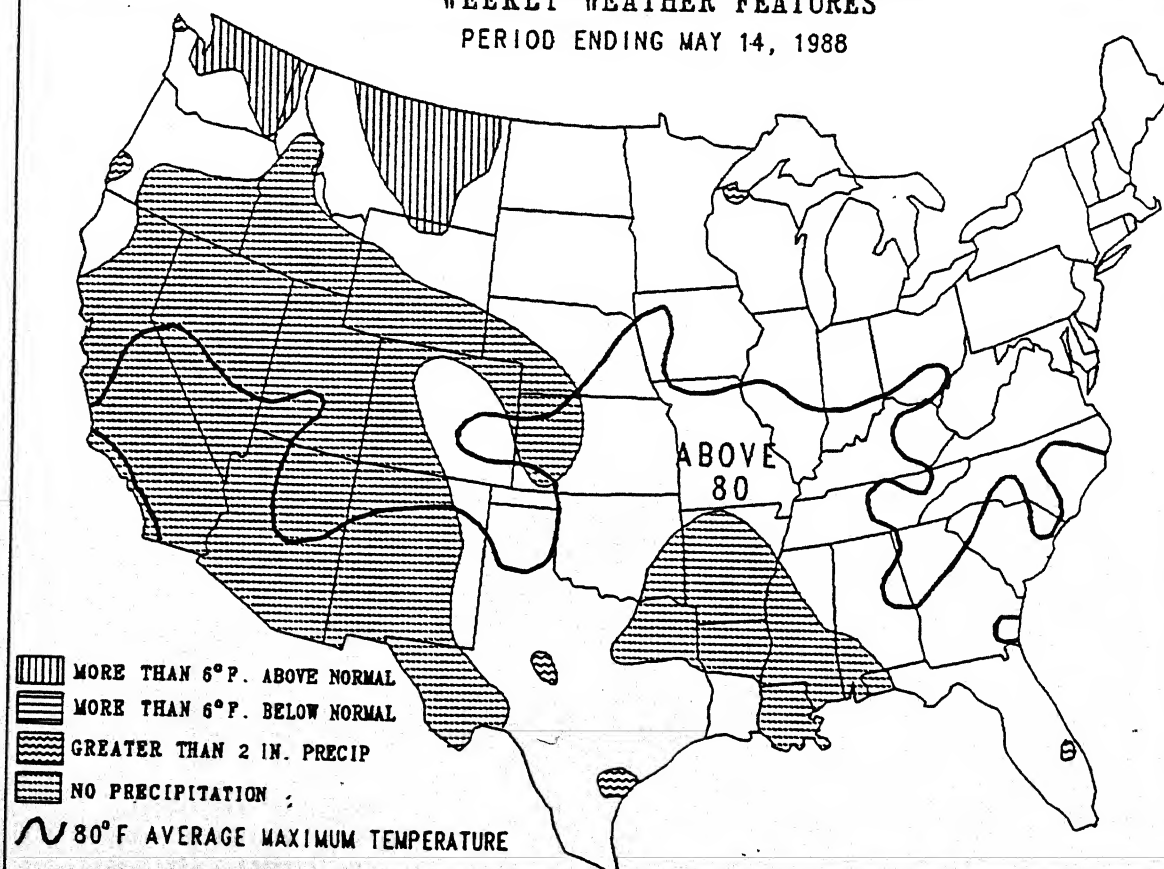 WEEKLY WEATHER FEATURES
PERIOD ENDING MAY 14, 1988
ABOVE
80
MORE THAN 6°F. ABOVE NORMAL
MORE THAN 6°F. BELOW NORMAL
GREATER THAN 2 IN. PRECIP
NO PRECIPITATION
80°F AVERAGE MAXIMUM TEMPERATURE